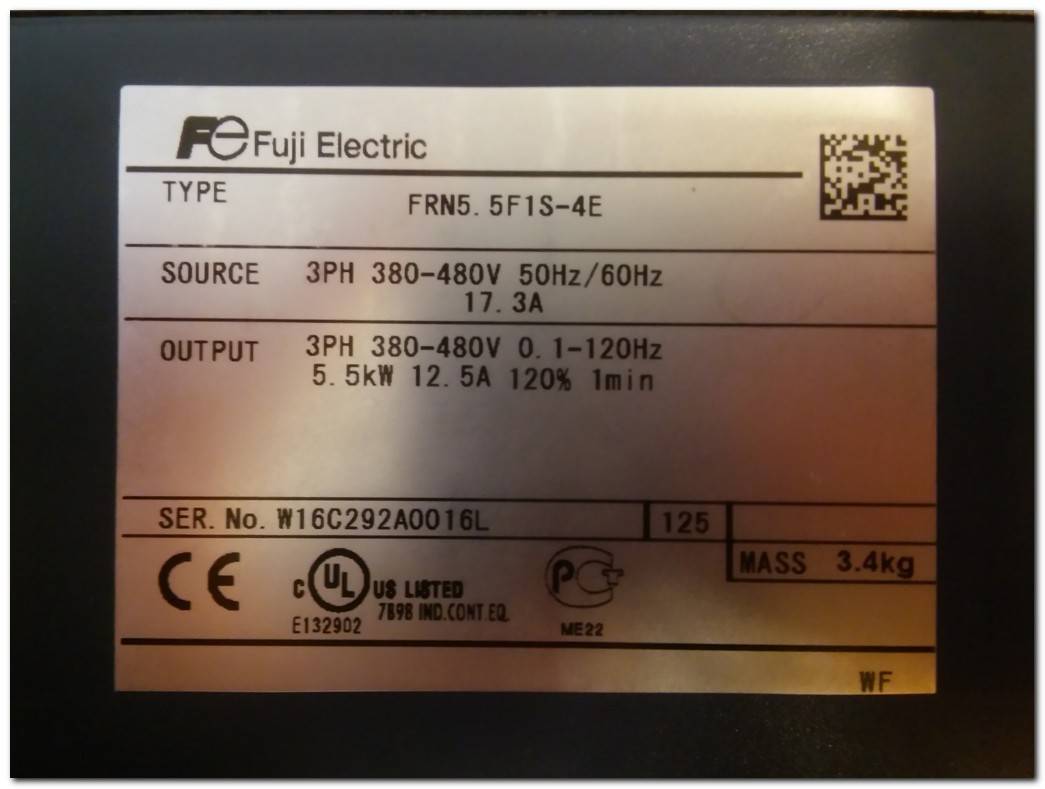 Fe Fuji Electric
TYPE FRN5.5F1S-4E
SOURCE 3PH 380-480V 50Hz/60Hz
17.3A
OUTPUT 3PH 380-480V 0.1-120Hz
5.5kW 12.5A 120% 1min
SER. No. W16C292A0016L 125
MASS 3.4kg
CE C UL US LISTED
7B98 IND.CONT.EQ.
E132902
PCT
ME22
WF